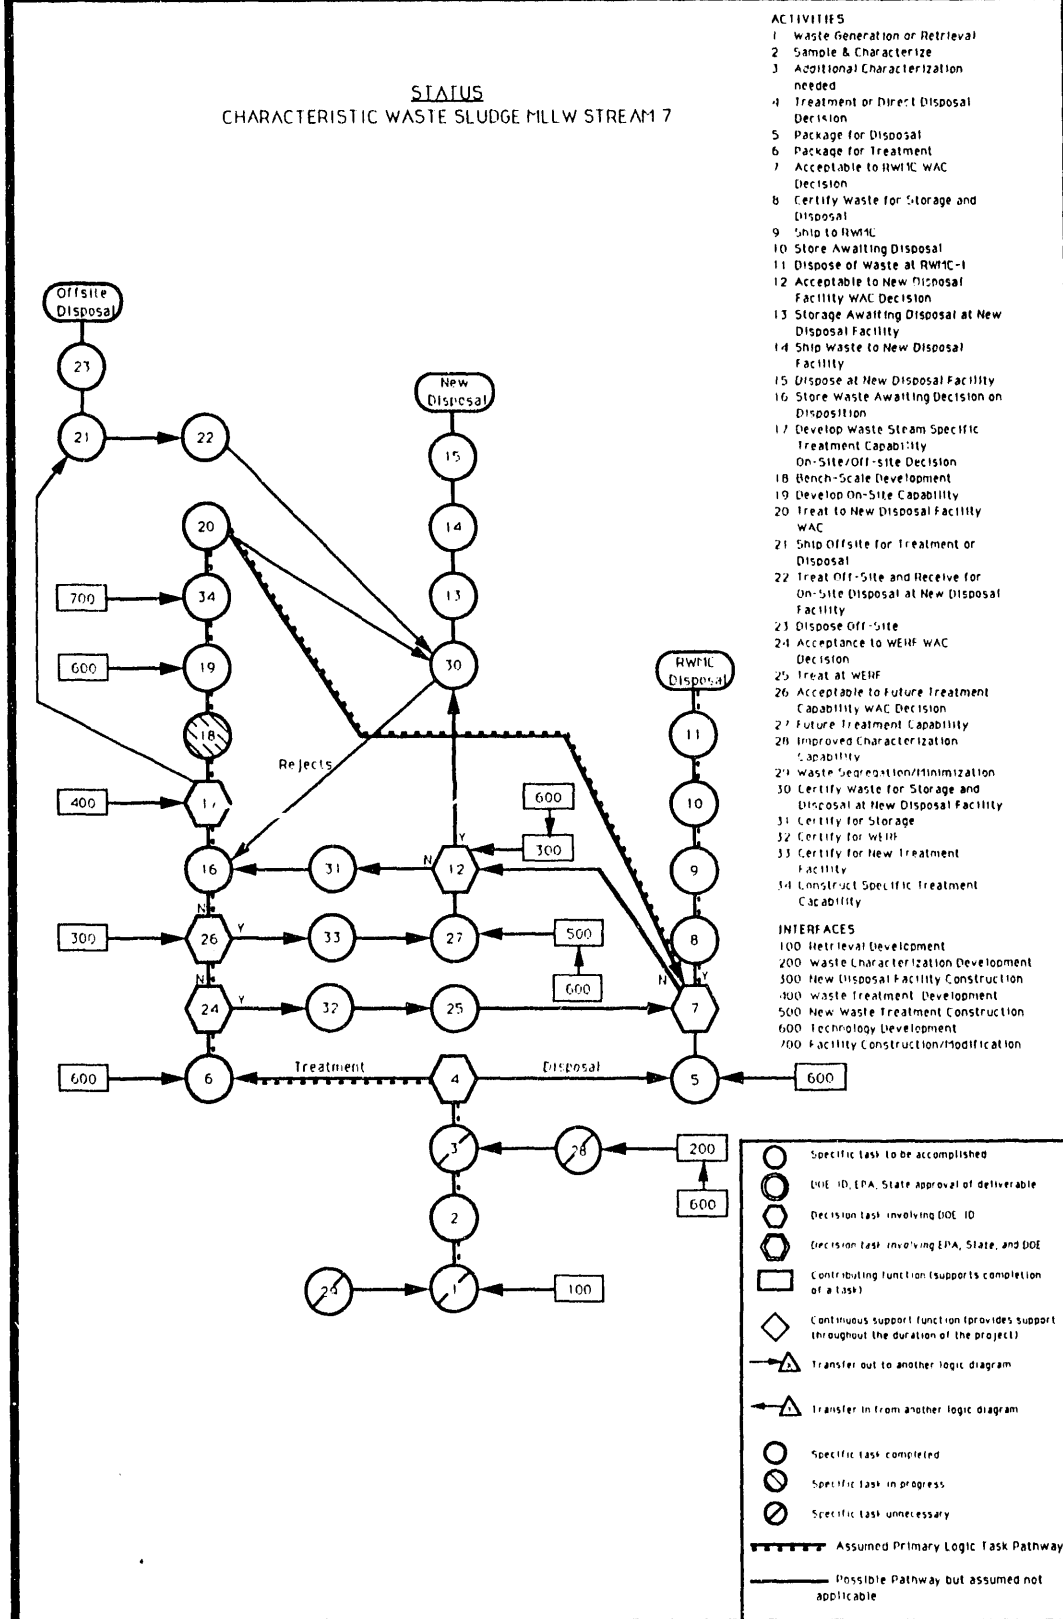 STATUS
CHARACTERISTIC WASTE SLUDGE MLLW STREAM 7
ACTIVITIES
1 Waste Generation or Retrieval
2 Sample & Characterize
3 Additional Characterization
needed
4 Treatment or Direct Disposal
Decision
5 Package for Disposal
6 Package for Treatment
7 Acceptable to RWMC WAC
Decision
8 Certify Waste for Storage and
Disposal
9 Ship to RWMC
10 Store Awaiting Disposal
11 Dispose of Waste at RWMC-1
12 Acceptable to New Disposal
Facility WAC Decision
13 Storage Awaiting Disposal at New
Disposal Facility
14 Ship Waste to New Disposal
Facility
15 Dispose at New Disposal Facility
16 Store Waste Awaiting Decision on
Disposition
17 Develop Waste Steam Specific
Treatment Capability
On-Site/Off-site Decision
18 Bench-Scale Development
19 Develop On-Site Capability
20 Treat to New Disposal Facility
WAC
21 Ship Offsite for Treatment or
Disposal
22 Treat Off-Site and Receive for
On-Site Disposal at New Disposal
Facility
23 Dispose Off-Site
24 Acceptance to WERF WAC
Decision
25 Treat at WERF
26 Acceptable to Future Treatment
Capability WAC Decision
27 Future Treatment Capability
28 Improved Characterization
Capability
29 Waste Segregation/Minimization
30 Certify Waste for Storage and
Disposal at New Disposal Facility
31 Certify for Storage
32 Certify for WERF
33 Certify for New Treatment
Facility
34 Construct Specific Treatment
Capability
INTERFACES
100 Retrieval Development
200 Waste Characterization Development
300 New Disposal Facility Construction
400 Waste Treatment Development
500 New Waste Treatment Construction
600 Technology Development
700 Facility Construction/Modification
Offsite
Disposal
23
21
22
New
Disposal
15
14
13
30
20
700
34
600
19
18
400
17
Rejects
RWMC
Disposal
11
10
9
8
600
300
Y
N
12
31
16
N
300
26
Y
33
27
500
600
N
24
Y
32
25
N
Y
7
600
6
Treatment
4
Disposal
5
600
3
28
200
600
2
29
1
100
Specific task to be accomplished
DOE-ID, EPA, State approval of deliverable
Decision task involving DOE-ID
Decision task involving EPA, State, and DOE
Contributing function (supports completion
of a task)
Continuous support function (provides support
throughout the duration of the project)
Transfer out to another logic diagram
Transfer in from another logic diagram
Specific task completed
Specific task in progress
Specific task unnecessary
Assumed Primary Logic Task Pathway
Possible Pathway but assumed not
applicable